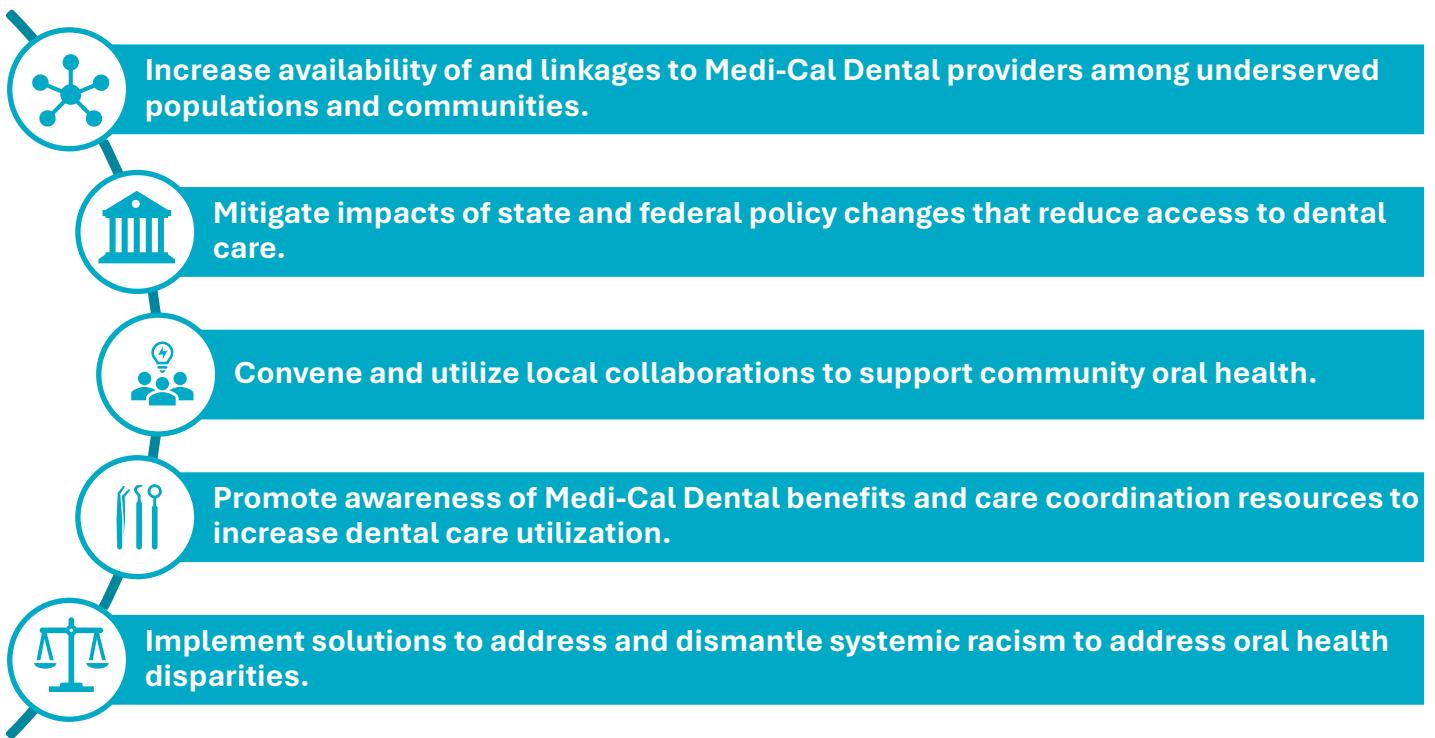 Increase availability of and linkages to Medi-Cal Dental providers among underserved
populations and communities.
Mitigate impacts of state and federal policy changes that reduce access to dental
care.
Convene and utilize local collaborations to support community oral health.
Promote awareness of Medi-Cal Dental benefits and care coordination resources to
increase dental care utilization.
Implement solutions to address and dismantle systemic racism to address oral health
disparities.